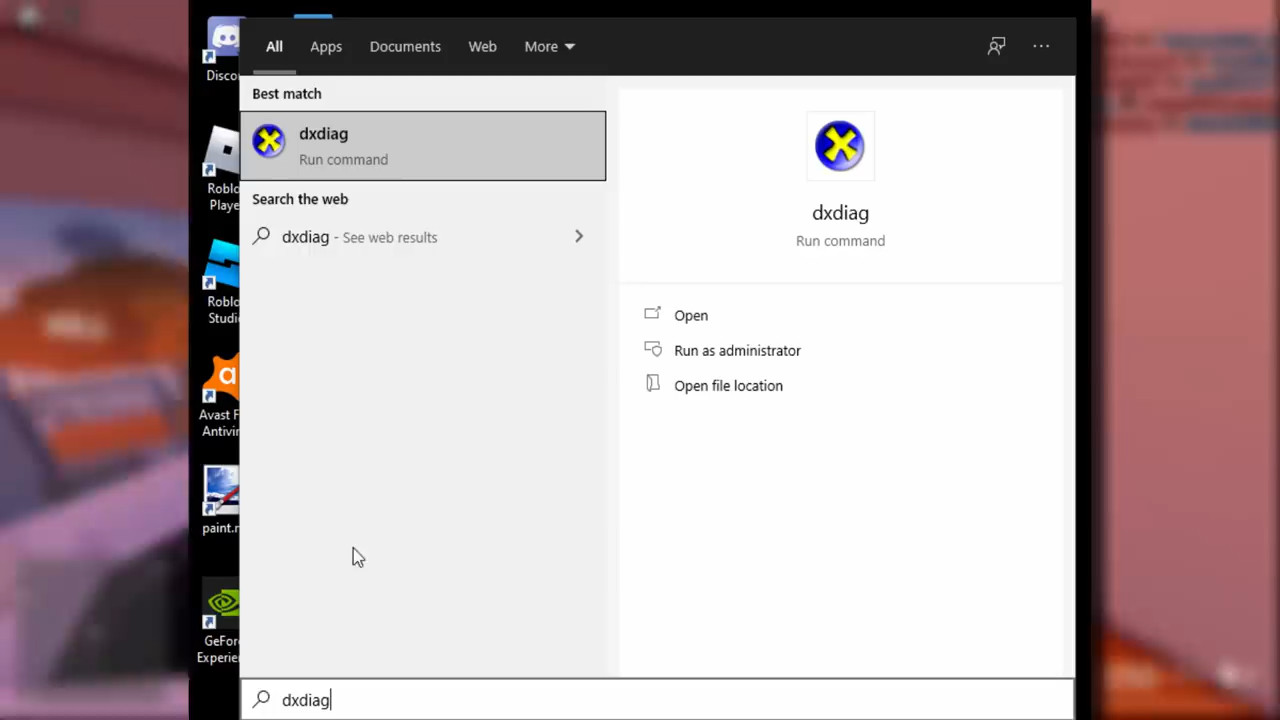 All Apps Documents Web More
Best match
dxdiag
Run command
Search the web
dxdiag - See web results
dxdiag
Run command
Open
Run as administrator
Open file location
Disco
Roblo
Playe
Roblo
Studi
a
Avast F
Antivir
paint.n
GeFor
Experie
dxdiag